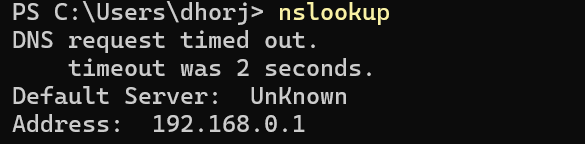 PS C:\Users\dhorj> nslookup
DNS request timed out.
    timeout was 2 seconds.
Default Server:  UnKnown
Address:  192.168.0.1